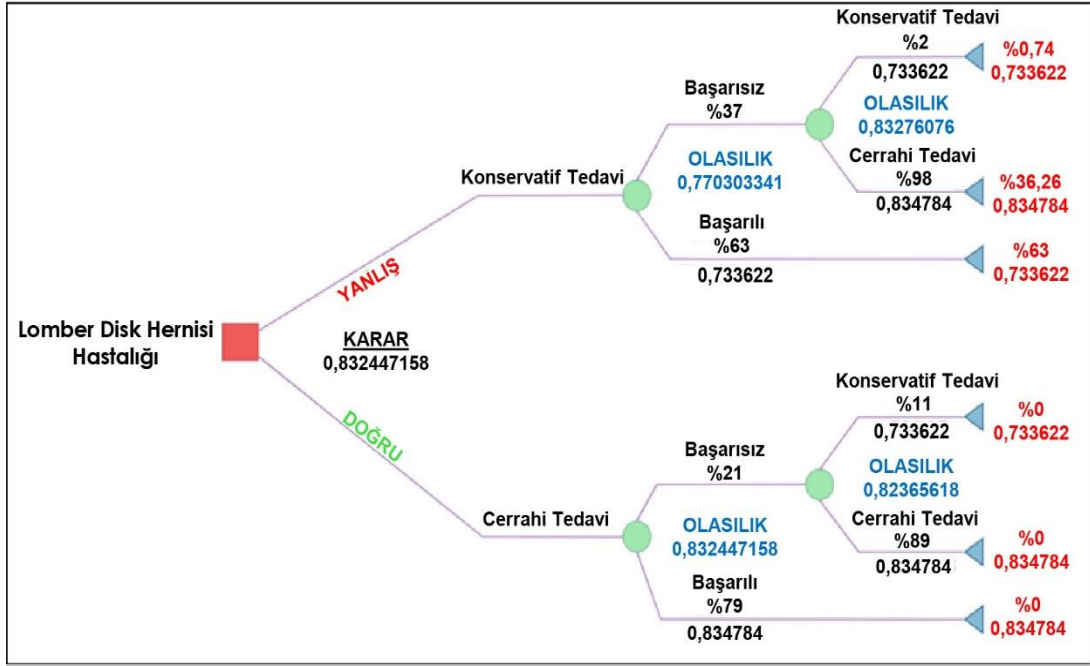 Konservatif Tedavi
%2
0,733622
%0,74
0,733622
Başarısız
%37
OLASILIK
0,83276076
Cerrahi Tedavi
%98
0,834784
%36,26
0,834784
Konservatif Tedavi
OLASILIK
0,770303341
Başarılı
%63
0,733622
%63
0,733622
YANLIŞ
Lomber Disk Hernisi
Hastalığı
KARAR
0,832447158
DOĞRU
Konservatif Tedavi
%11
0,733622
%0
0,733622
Başarısız
%21
OLASILIK
0,82365618
Cerrahi Tedavi
%89
0,834784
%0
0,834784
Cerrahi Tedavi
OLASILIK
0,832447158
Başarılı
%79
0,834784
%0
0,834784